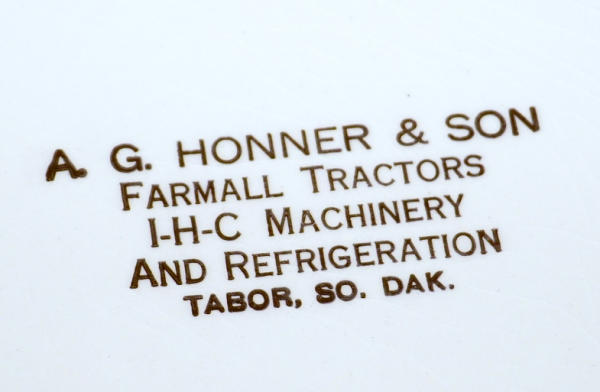 A. G. HONNER & SON
FARMALL TRACTORS
I-H-C MACHINERY
AND REFRIGERATION
TABOR, SO. DAK.